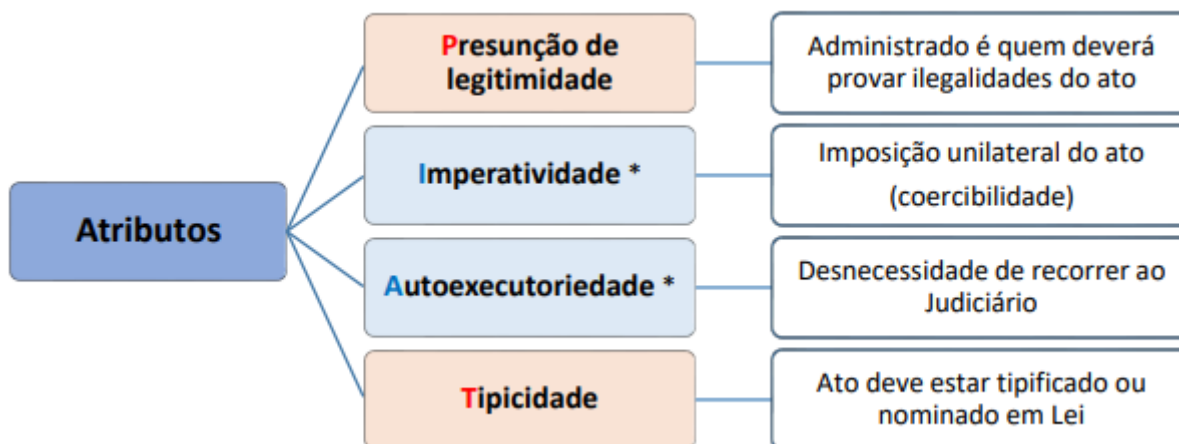 Atributos
Presunção de
legitimidade
Administrado é quem deverá
provar ilegalidades do ato
Imperatividade *
Imposição unilateral do ato
(coercibilidade)
Autoexecutoriedade *
Desnecessidade de recorrer ao
Judiciário
Tipicidade
Ato deve estar tipificado ou
nominado em Lei